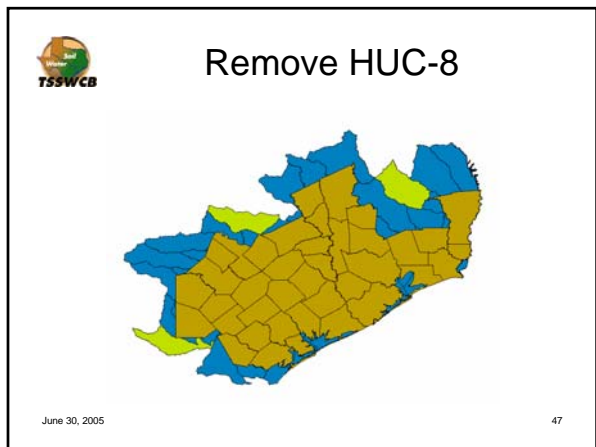 Soil
Water
TSSWCB
Remove HUC-8
June 30, 2005
47